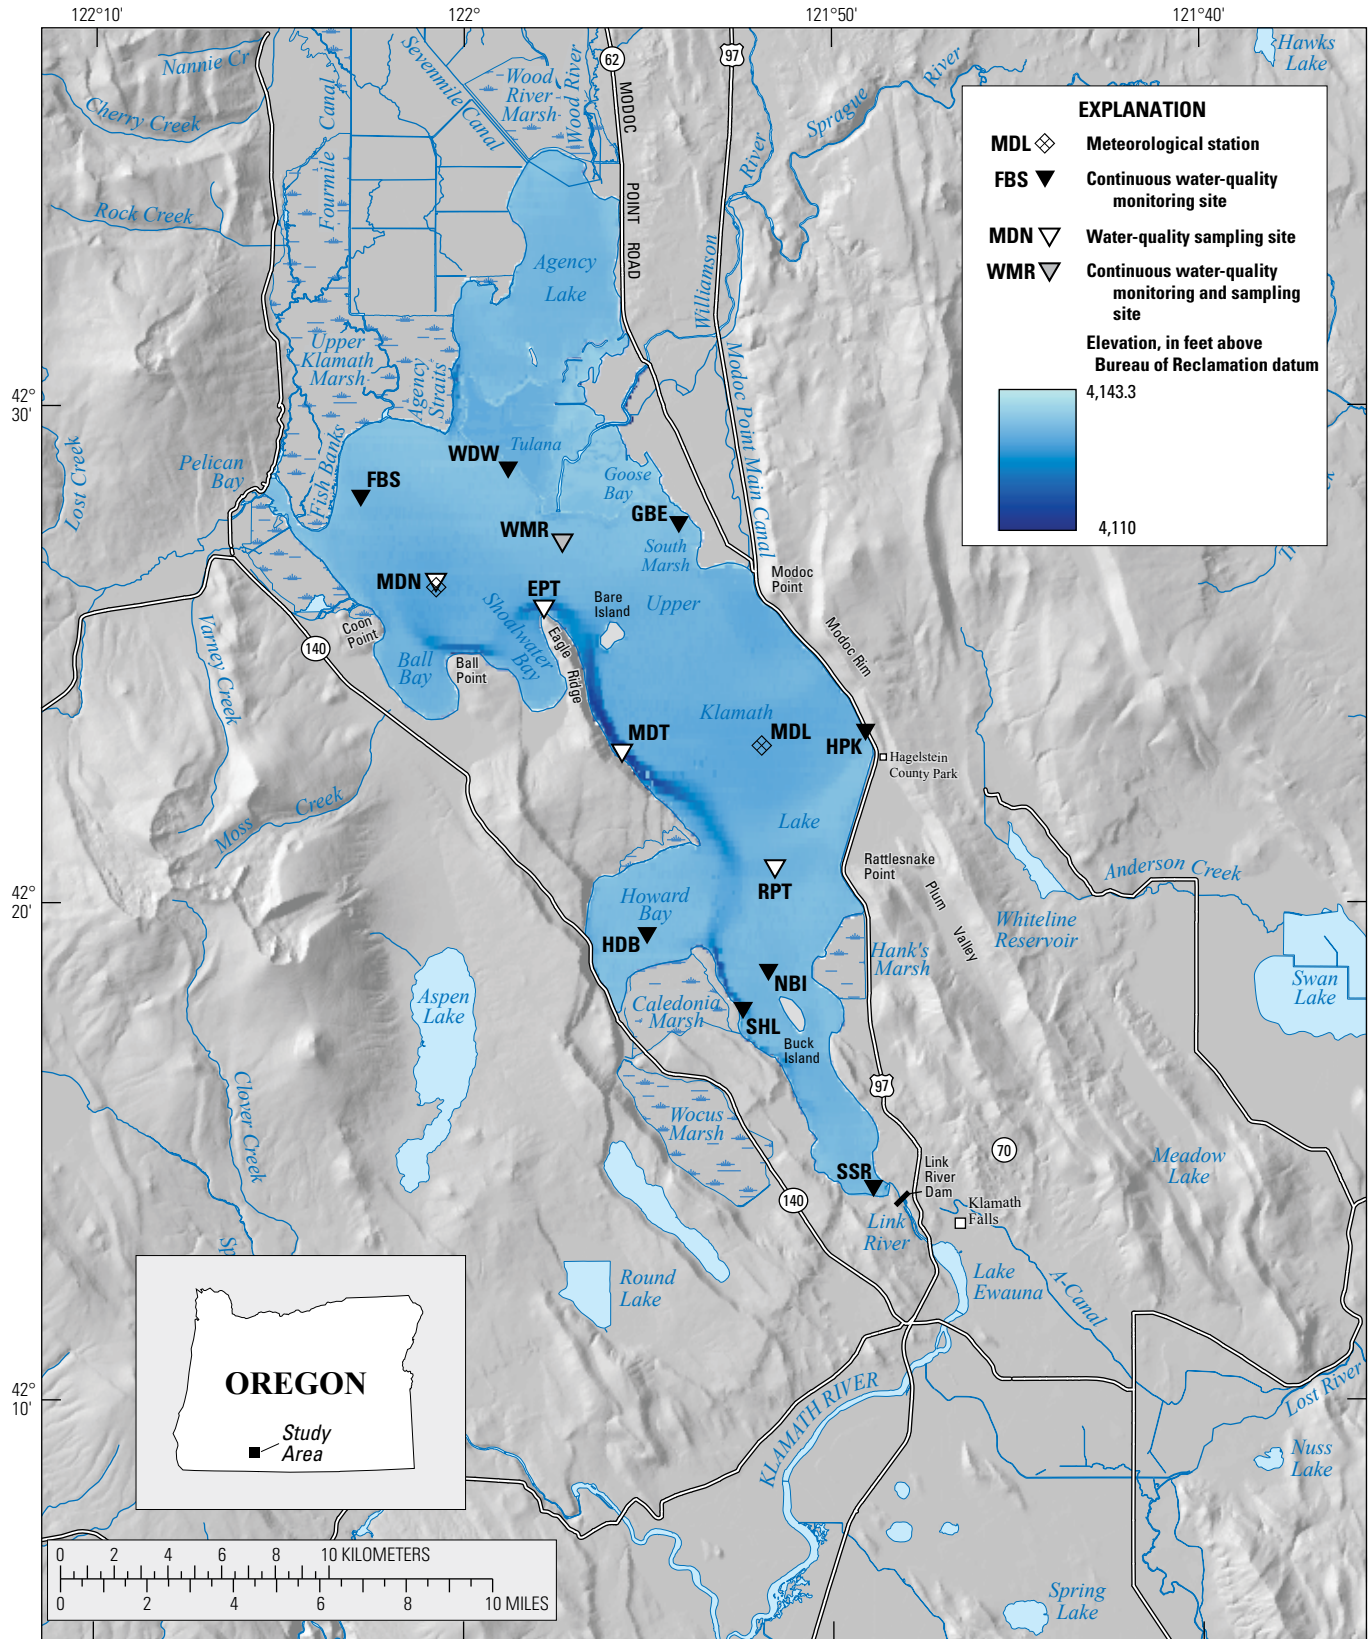 122°10'
122°
121°50'
121°40'
Nannie Cr
Cherry Creek
Rock Creek
Fourmile Canal
Sevenmile Canal
Wood
River
Marsh
Wood River
62
97
MODOC
POINT
ROAD
Sprague
River
River
Williamson
Modoc Point Main Canal
Hawks
Lake
EXPLANATION
MDL
Meteorological station
FBS
Continuous water-quality
monitoring site
MDN
Water-quality sampling site
WMR
Continuous water-quality
monitoring and sampling
site
Elevation, in feet above
Bureau of Reclamation datum
4,143.3
4,110
Agency
Lake
Upper
Klamath
Marsh
Agency
Straits
42°
30'
Lost Creek
Pelican
Bay
Fish Banks
FBS
WDW
Tulana
Goose
Bay
GBE
WMR
South
Marsh
MDN
EPT
Bare
Island
Upper
Modoc
Point
Modoc Rim
Shoalwater
Bay
Eagle
Ridge
Coon
Point
140
Ball
Bay
Ball
Point
Varney Creek
Klamath
MDT
MDL
HPK
Hagelstein
County Park
Moss
Creek
Lake
Rattlesnake
Point
RPT
Plum
Valley
Anderson Creek
Whiteline
Reservoir
42°
20'
Howard
Bay
HDB
Hank's
Marsh
NBI
Swan
Lake
Aspen
Lake
Caledonia
Marsh
SHL
Buck
Island
97
Clover Creek
Wocus
Marsh
70
Meadow
Lake
SSR
Link
River
Dam
140
Klamath
Falls
Link
River
Sp
Round
Lake
Lake
Ewauna
A-Canal
OREGON
Study
Area
42°
10'
KLAMATH RIVER
Lost River
Nuss
Lake
0 2 4 6 8 10 KILOMETERS
0 2 4 6 8 10 MILES
Spring
Lake